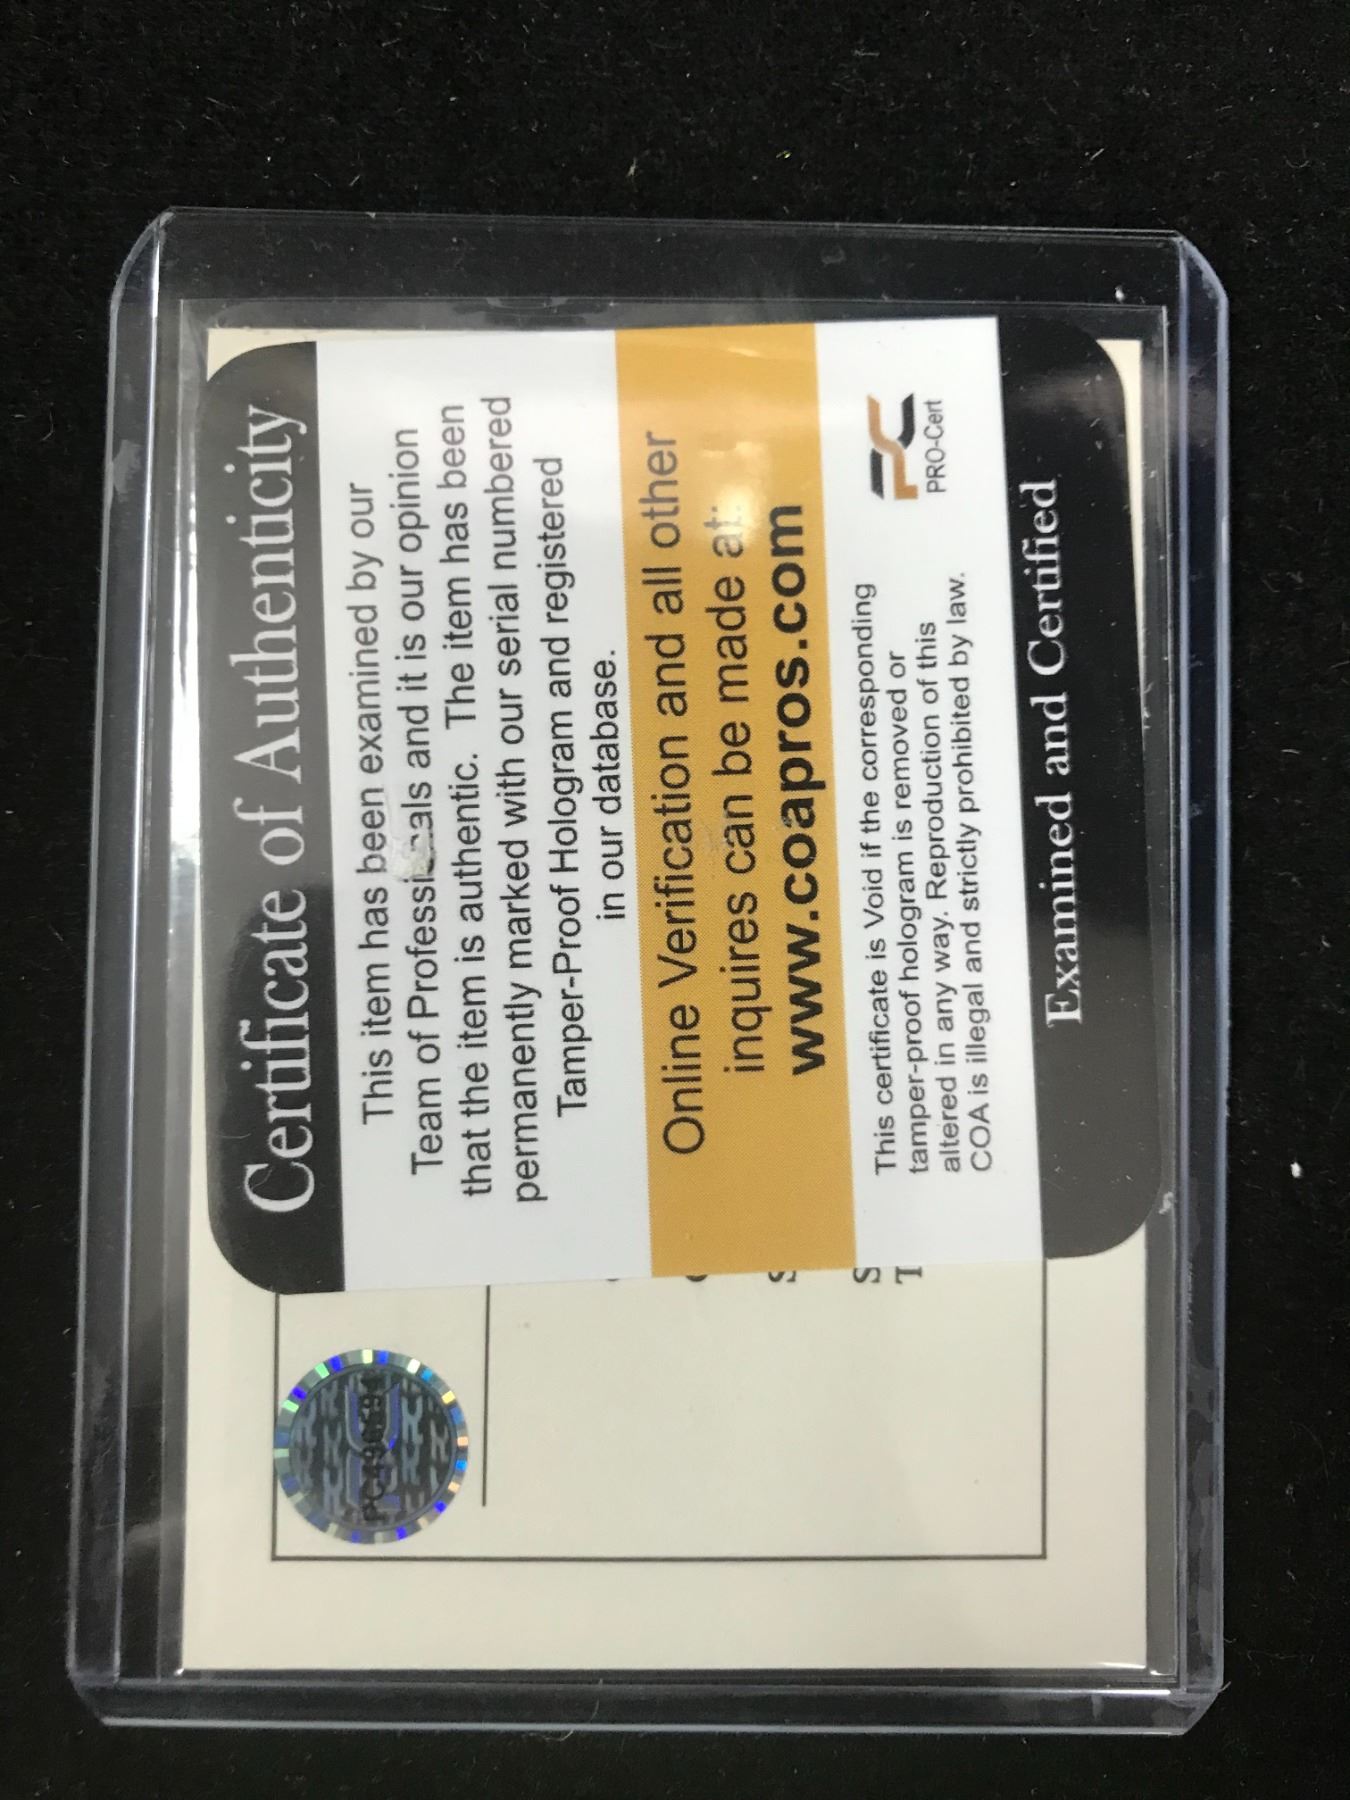 Certificate of Authenticity
This item has been examined by our
Team of Professi als and it is our opinion
that the item is authentic. The item has been
permanently marked with our serial numbered
Tamper-Proof Hologram and registered
in our database.
Online Verification and all other
inquires can be made at:
www.coapros.com
This certificate is Void if the corresponding
tamper-proof hologram is removed or
altered in any way. Reproduction of this
COA is illegal and strictly prohibited by law.
PC
PRO-Cert
Examined and Certified